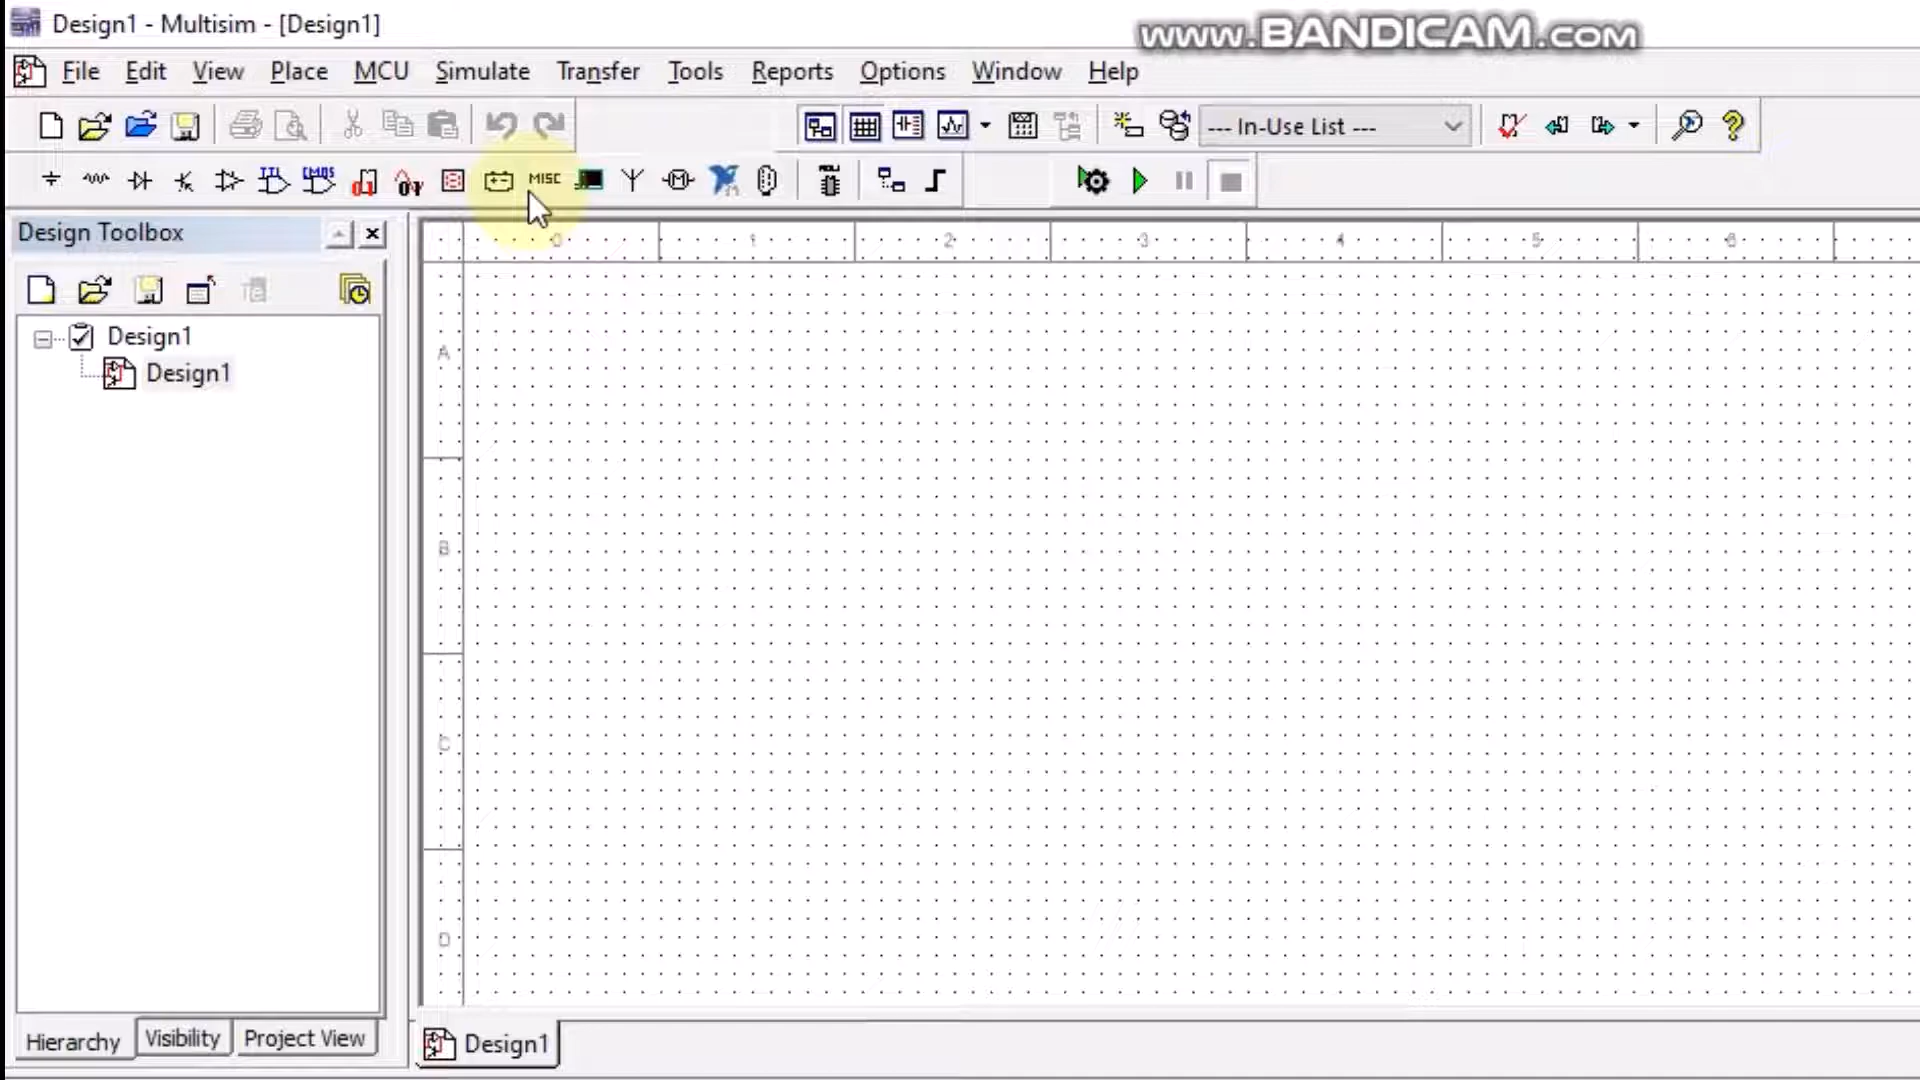 Design1 - Multisim - [Design1]
www.BANDICAM.com
File Edit View Place MCU Simulate Transfer Tools Reports Options Window Help
--- In-Use List ---
TTL CMOS MISC
Design Toolbox
0 1 2 3 4 5 6
Design1
Design1
A
B
C
D
Hierarchy Visibility Project View
Design1